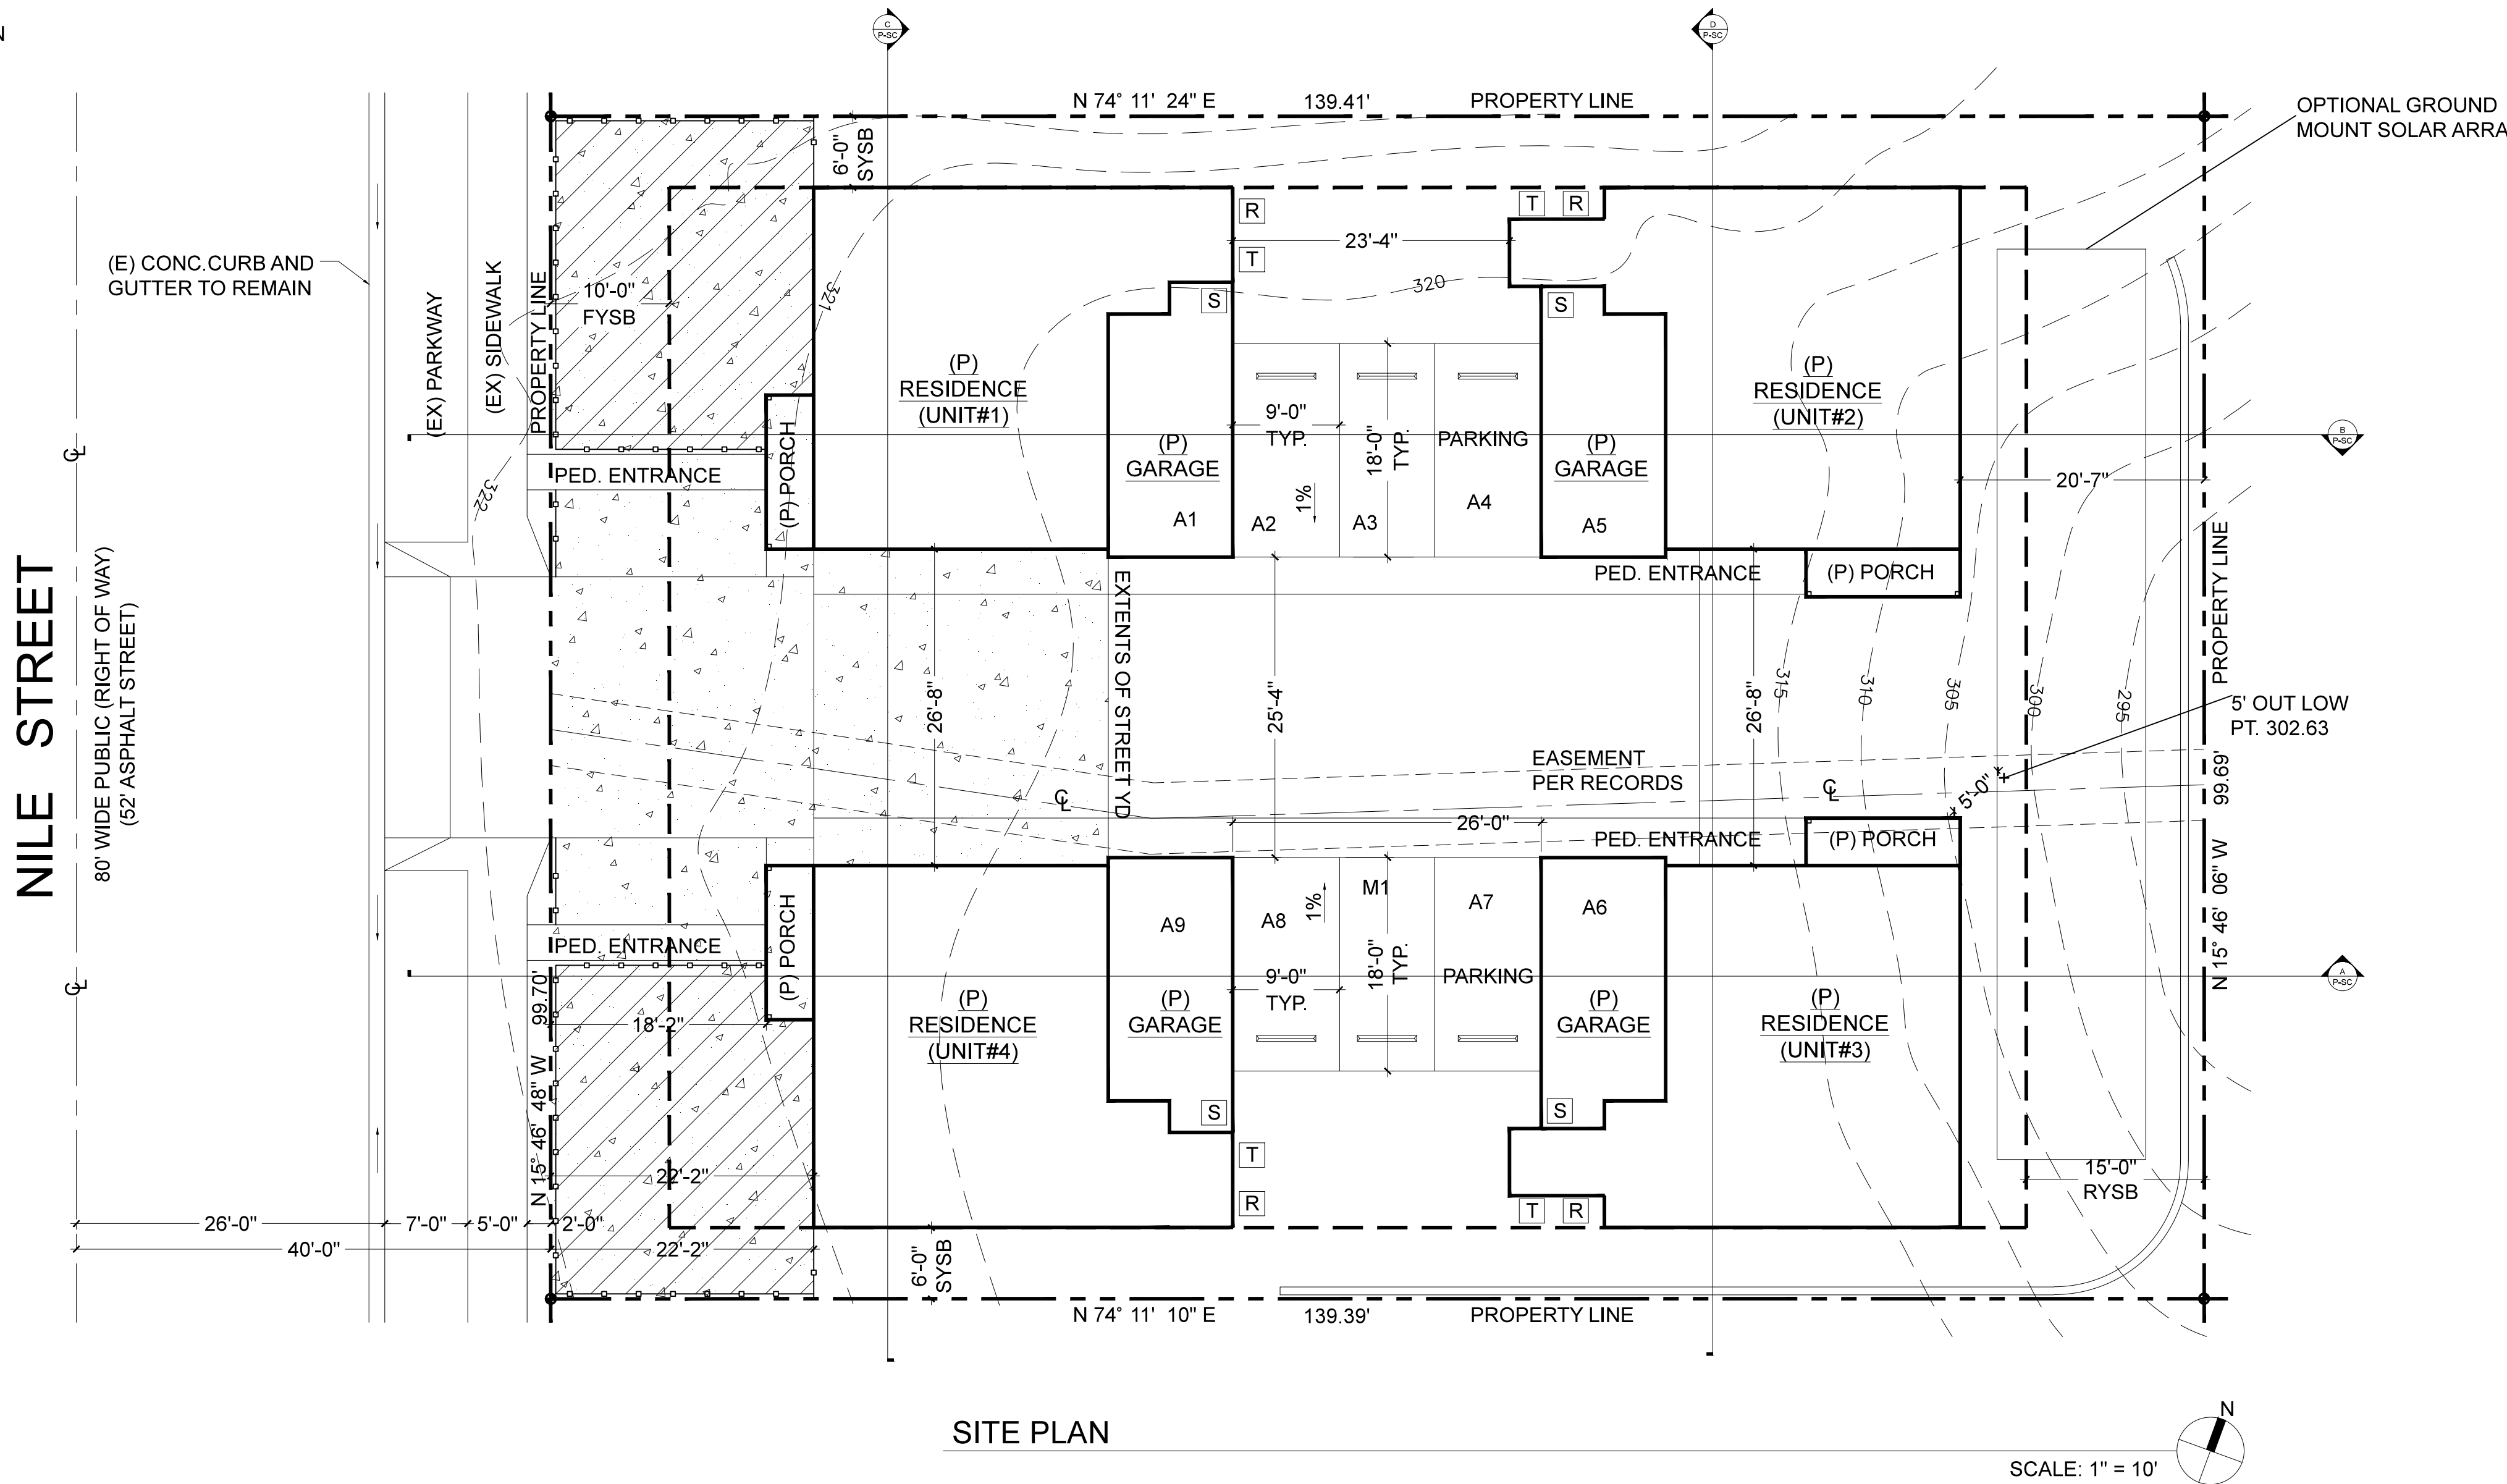 N
C
P-SC
D
P-SC
N 74° 11' 24" E 139.41' PROPERTY LINE
OPTIONAL GROUND
MOUNT SOLAR ARRA
6'-0"
SYSB
R
T
T R
23'-4"
(E) CONC.CURB AND
GUTTER TO REMAIN
(EX) PARKWAY
(EX) SIDEWALK
PROPERTY LINE
10'-0"
FYSB
321
320
S
S
(P)
RESIDENCE
(UNIT#1)
(P)
RESIDENCE
(UNIT#2)
9'-0"
TYP.
18'-0"
TYP.
PARKING
(P)
GARAGE
(P)
GARAGE
B
P-SC
CL
PED. ENTRANCE
(P) PORCH
322
20'-7"
A1
A2
1%
A3
A4
A5
PED. ENTRANCE
(P) PORCH
PROPERTY LINE
NILE STREET
80' WIDE PUBLIC (RIGHT OF WAY)
(52' ASPHALT STREET)
EXTENTS OF STREET YD
26'-8"
25'-4"
26'-8"
315
310
305
300
295
5' OUT LOW
PT. 302.63
EASEMENT
PER RECORDS
CL
CL
5'-0"
99.69'
26'-0"
PED. ENTRANCE
(P) PORCH
N 15° 46' 06" W
A9
A8
1%
M1
A7
A6
PED. ENTRANCE
(P) PORCH
CL
99.70'
18'-2"
9'-0"
TYP.
18'-0"
TYP.
PARKING
A
P-SC
(P)
RESIDENCE
(UNIT#4)
(P)
GARAGE
(P)
GARAGE
(P)
RESIDENCE
(UNIT#3)
N 15° 46' 48" W
S
S
T
R
T R
22'-2"
15'-0"
RYSB
26'-0" 7'-0" 5'-0" 2'-0"
40'-0" 22'-2"
6'-0"
SYSB
N 74° 11' 10" E 139.39' PROPERTY LINE
SITE PLAN
N
SCALE: 1" = 10'